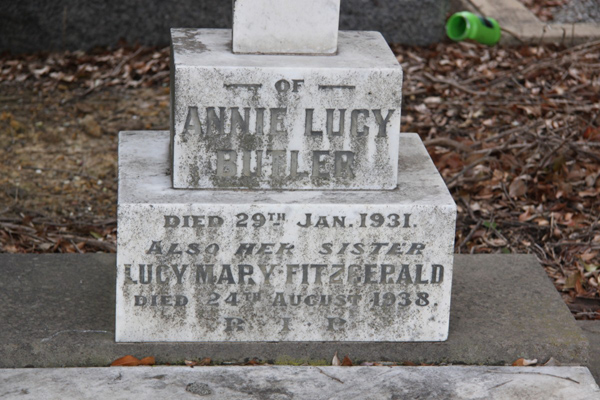 OF
ANNIE LUCY
BUTLER
DIED 29TH JAN. 1931.
ALSO HER SISTER
LUCY MARY FITZGERALD
DIED 24TH AUGUST 1938.
R I P